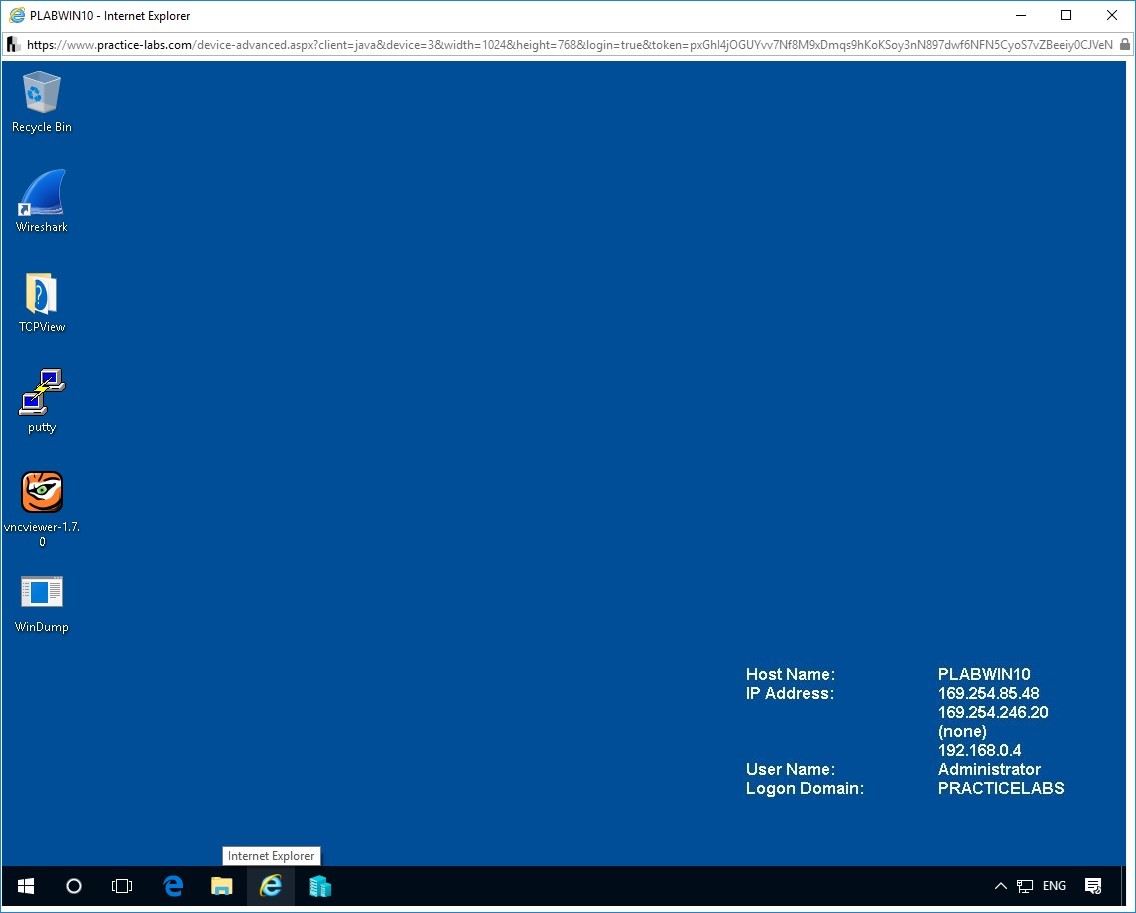 PLABWIN10 - Internet Explorer
https://www.practice-labs.com/device-advanced.aspx?client=java&device=3&width=1024&height=768&login=true&token=pxGhl4jOGUYvv7Nf8M9xDmqs9hKoKSoy3nN897dwf6NFN5CyoS7vZBeeiy0CJVeN
Recycle Bin
Wireshark
TCPView
putty
vncviewer-1.7.
0
WinDump
Host Name: PLABWIN10
IP Address: 169.254.85.48
169.254.246.20
(none)
192.168.0.4
User Name: Administrator
Logon Domain: PRACTICELABS
Internet Explorer
ENG